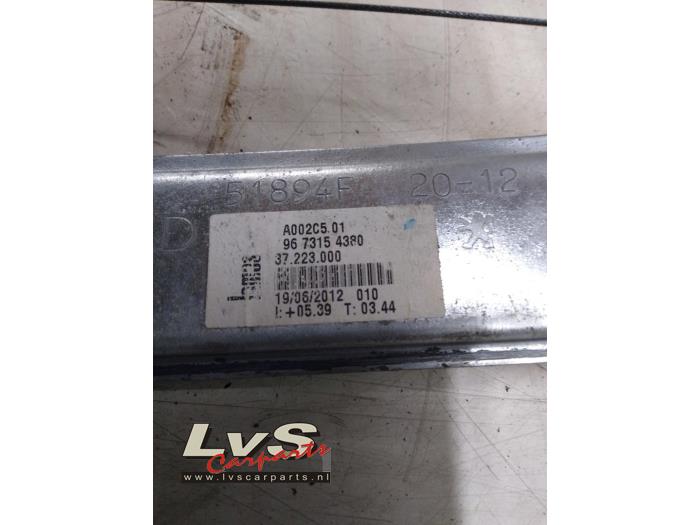 51894F 20-12
D
A002C5.01
96 7315 4380
37.223.000
19/06/2012 010
I:+05.39 T: 03.44
LvS
Carparts
www.lvscarparts.nl